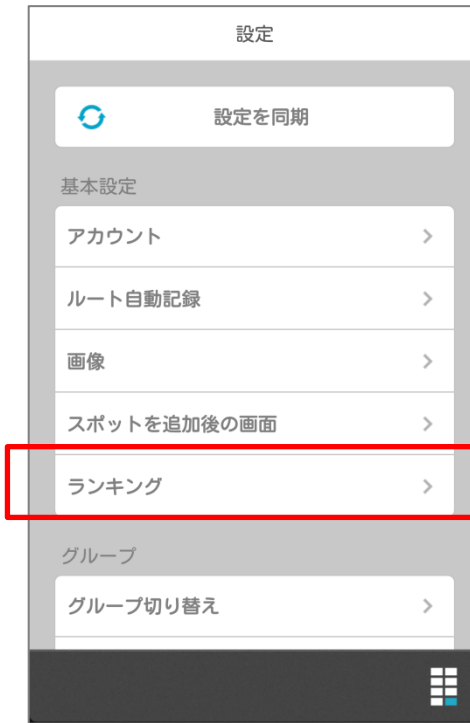 設定
設定を同期
基本設定
アカウント
ルート自動記録
画像
スポットを追加後の画面
ランキング
グループ
グループ切り替え